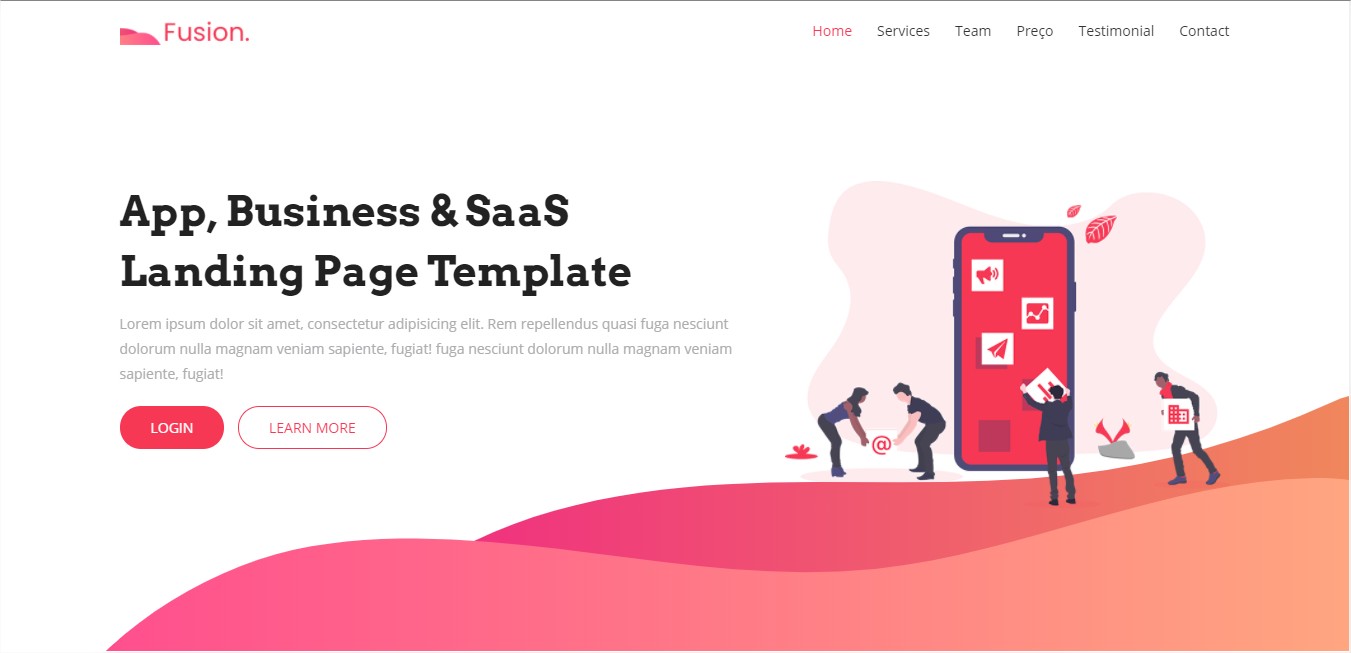 Fusion.
Home Services Team Preço Testimonial Contact
App, Business & SaaS
Landing Page Template
Lorem ipsum dolor sit amet, consectetur adipisicing elit. Rem repellendus quasi fuga nesciunt
dolorum nulla magnam veniam sapiente, fugiat! fuga nesciunt dolorum nulla magnam veniam
sapiente, fugiat!
LOGIN LEARN MORE
@